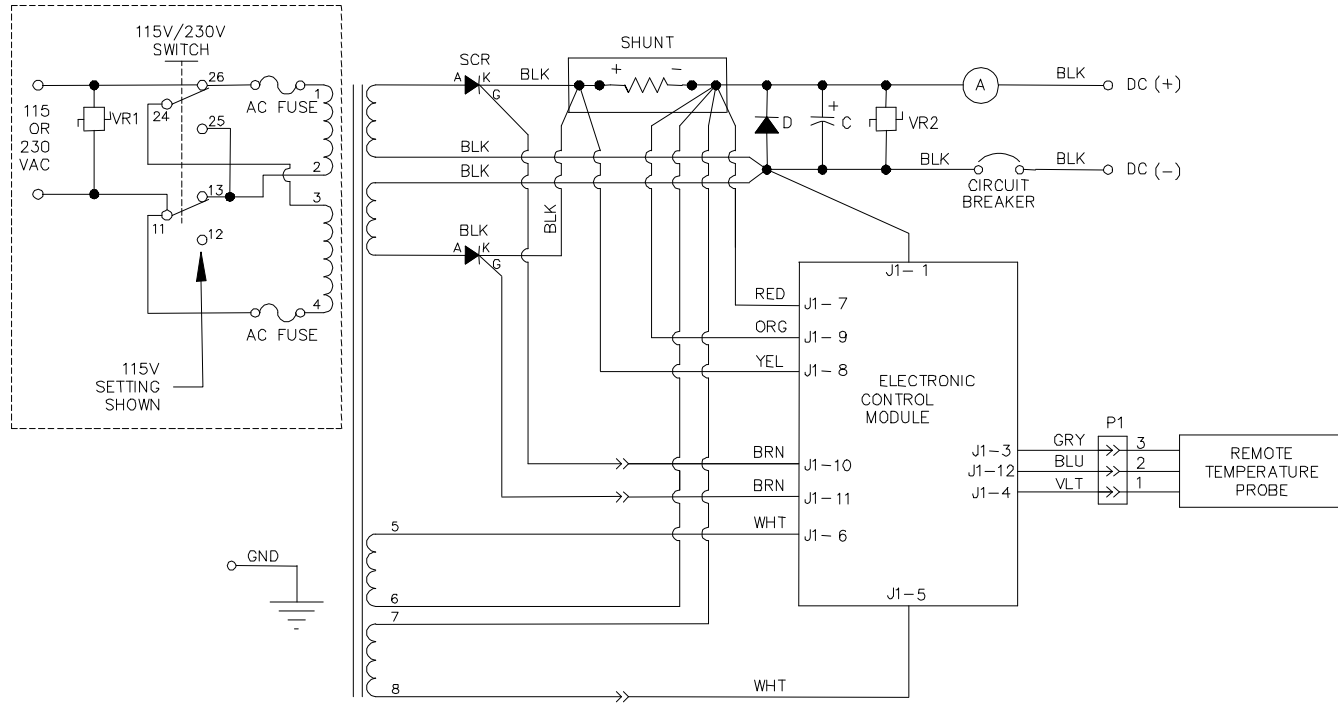 115V/230V
SWITCH
26
AC FUSE
1
24
VR1
25
115
OR
230
VAC
2
13
3
11
12
4
AC FUSE
115V
SETTING
SHOWN
SCR
A
K
G
BLK
SHUNT
+
-
A
BLK
DC (+)
D
+
C
VR2
BLK
BLK
BLK
BLK
DC (-)
CIRCUIT
BREAKER
BLK
BLK
A
K
G
J1-1
RED
J1-7
ORG
J1-9
YEL
J1-8
ELECTRONIC
CONTROL
MODULE
BRN
J1-10
BRN
J1-11
WHT
J1-6
J1-5
J1-3
GRY
J1-12
BLU
J1-4
VLT
P1
3
2
1
REMOTE
TEMPERATURE
PROBE
5
6
7
8
WHT
GND